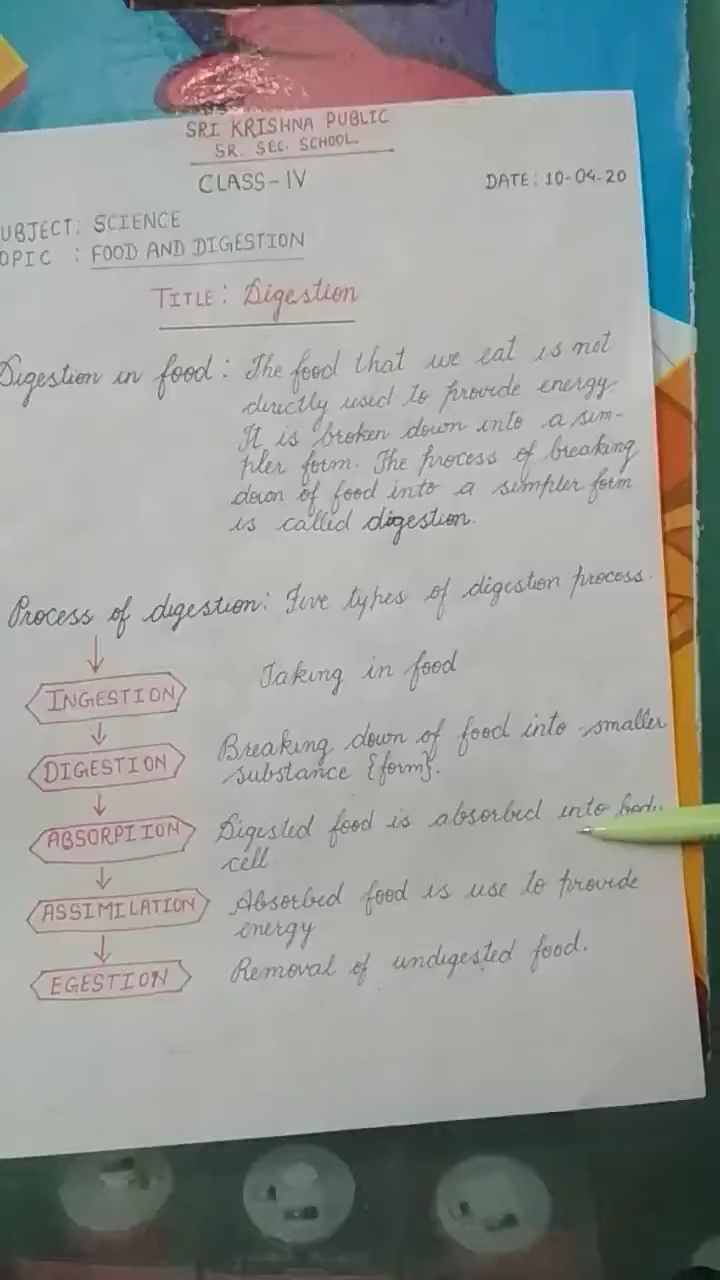 SRI KRISHNA PUBLIC
SR. SEC. SCHOOL
CLASS-IV
DATE: 10-04-20
UBJECT: SCIENCE
OPIC : FOOD AND DIGESTION
TITLE: Digestion
Digestion in food: The food that we eat is not
directly used to provide energy
It is broken down into a sim-
pler form. The process of breaking
down of food into a simpler form
is called digestion.
Process of digestion: Five types of digestion process.
INGESTION Taking in food
DIGESTION Breaking down of food into smaller
substance {form}.
ABSORPTION Digested food is absorbed into body
cell
ASSIMILATION Absorbed food is use to provide
energy
EGESTION Removal of undigested food.